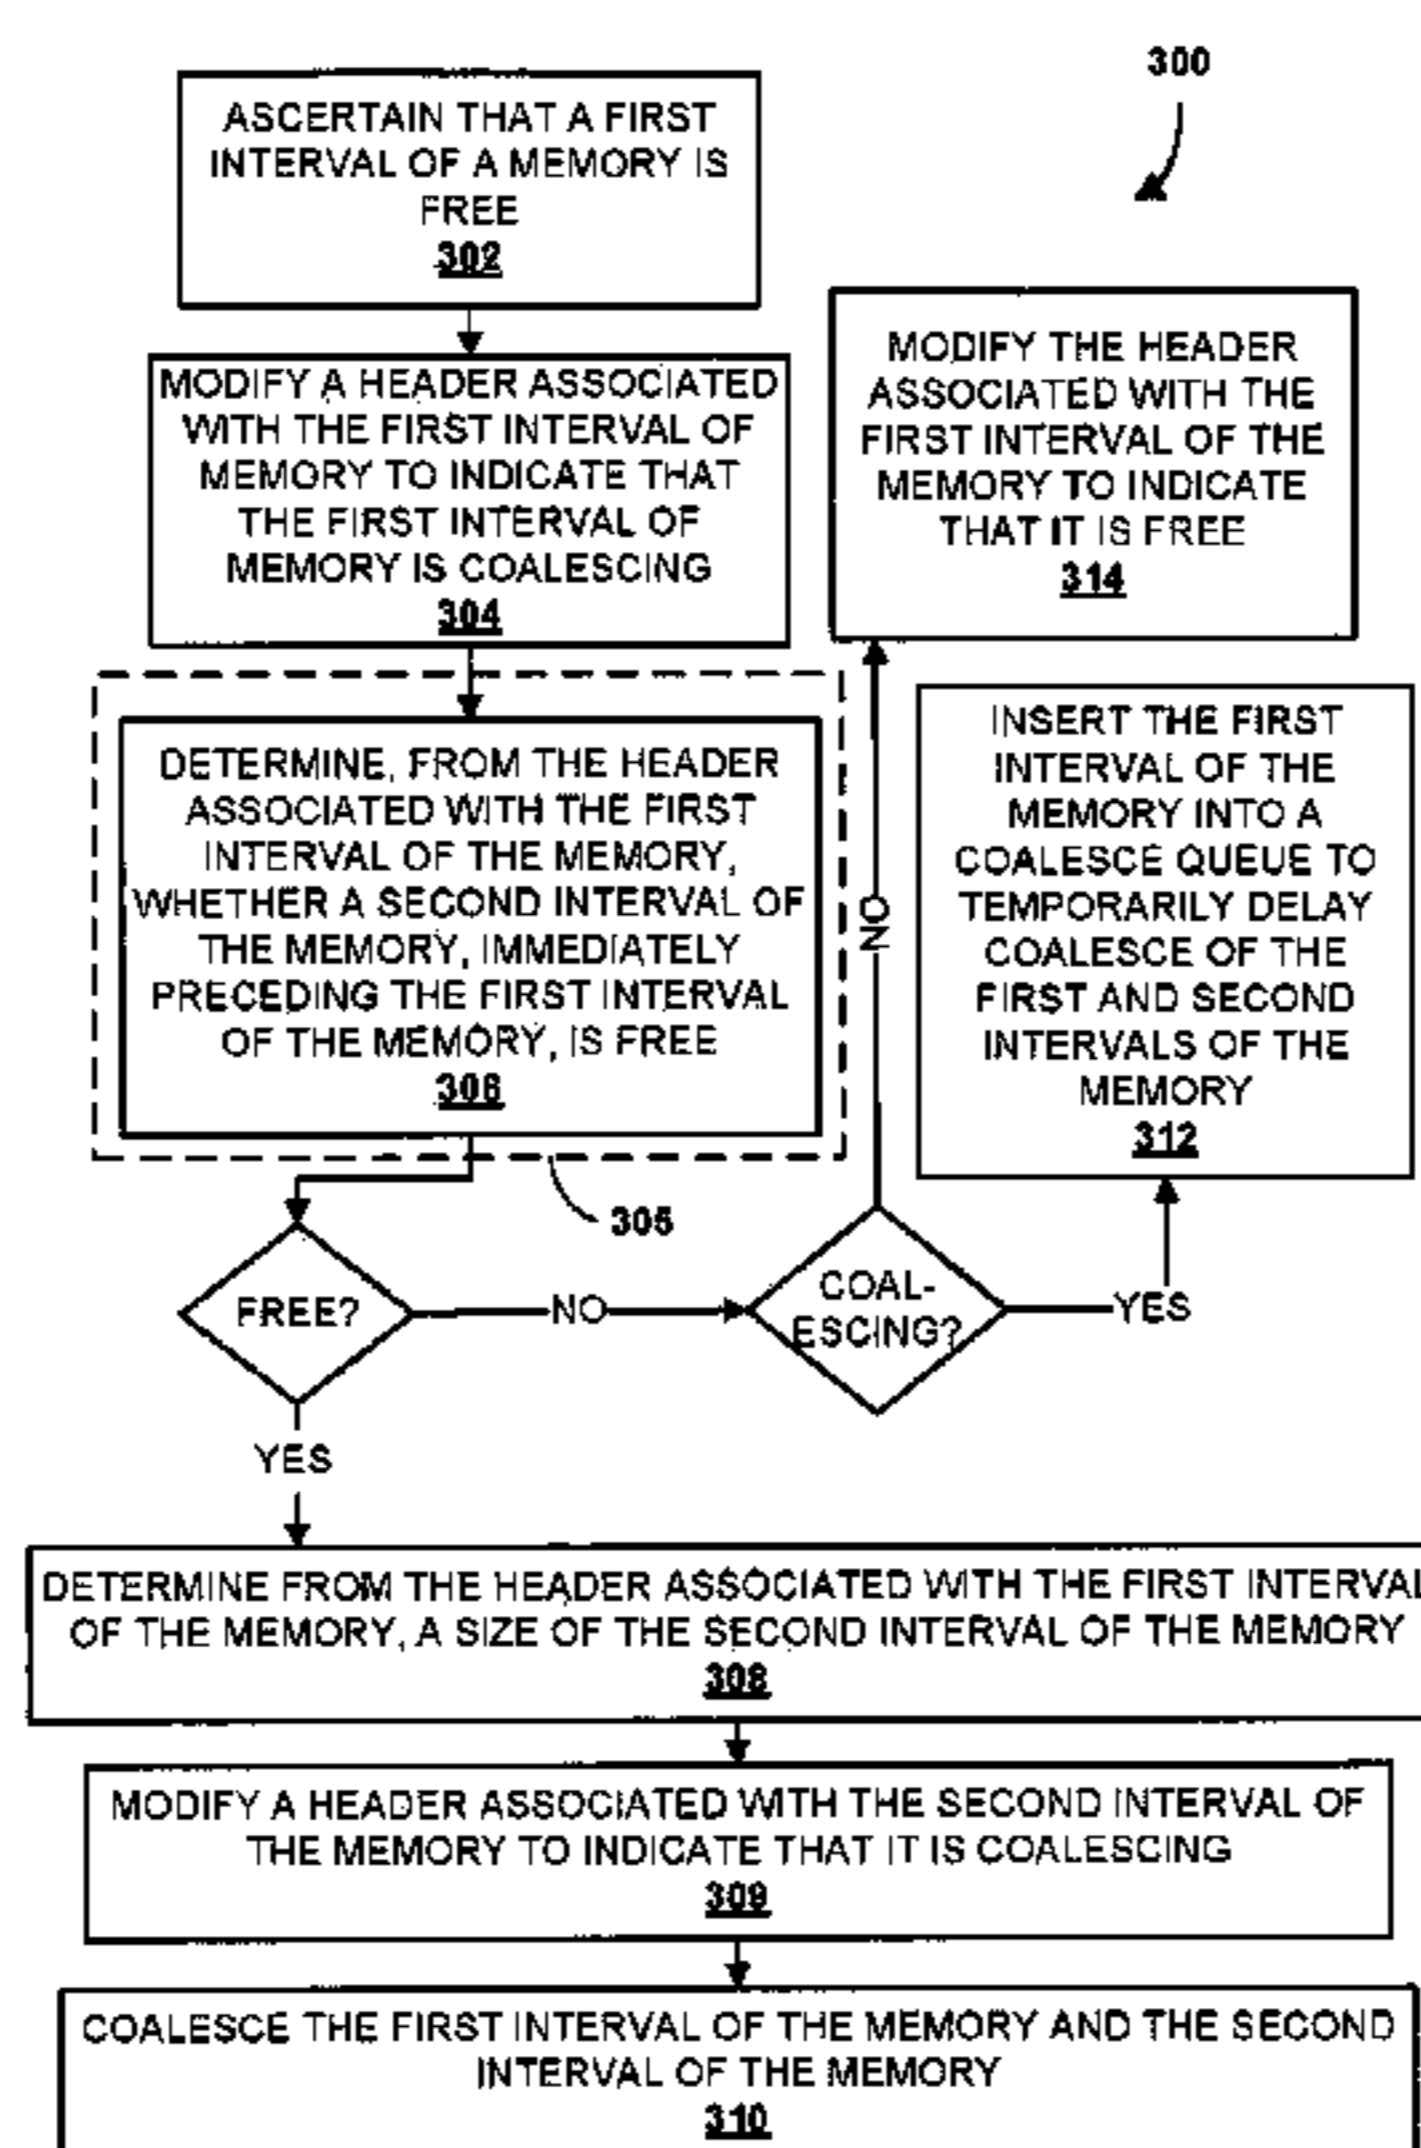 300
ASCERTAIN THAT A FIRST
INTERVAL OF A MEMORY IS
FREE
302
MODIFY A HEADER ASSOCIATED
WITH THE FIRST INTERVAL OF
MEMORY TO INDICATE THAT
THE FIRST INTERVAL OF
MEMORY IS COALESCING
304
MODIFY THE HEADER
ASSOCIATED WITH THE
FIRST INTERVAL OF THE
MEMORY TO INDICATE
THAT IT IS FREE
314
DETERMINE, FROM THE HEADER
ASSOCIATED WITH THE FIRST
INTERVAL OF THE MEMORY,
WHETHER A SECOND INTERVAL OF
THE MEMORY, IMMEDIATELY
PRECEDING THE FIRST INTERVAL
OF THE MEMORY, IS FREE
306
305
NO
INSERT THE FIRST
INTERVAL OF THE
MEMORY INTO A
COALESCE QUEUE TO
TEMPORARILY DELAY
COALESCE OF THE
FIRST AND SECOND
INTERVALS OF THE
MEMORY
312
FREE?
NO
COAL-
ESCING?
YES
YES
DETERMINE FROM THE HEADER ASSOCIATED WITH THE FIRST INTERVAL
OF THE MEMORY, A SIZE OF THE SECOND INTERVAL OF THE MEMORY
308
MODIFY A HEADER ASSOCIATED WITH THE SECOND INTERVAL OF
THE MEMORY TO INDICATE THAT IT IS COALESCING
309
COALESCE THE FIRST INTERVAL OF THE MEMORY AND THE SECOND
INTERVAL OF THE MEMORY
310